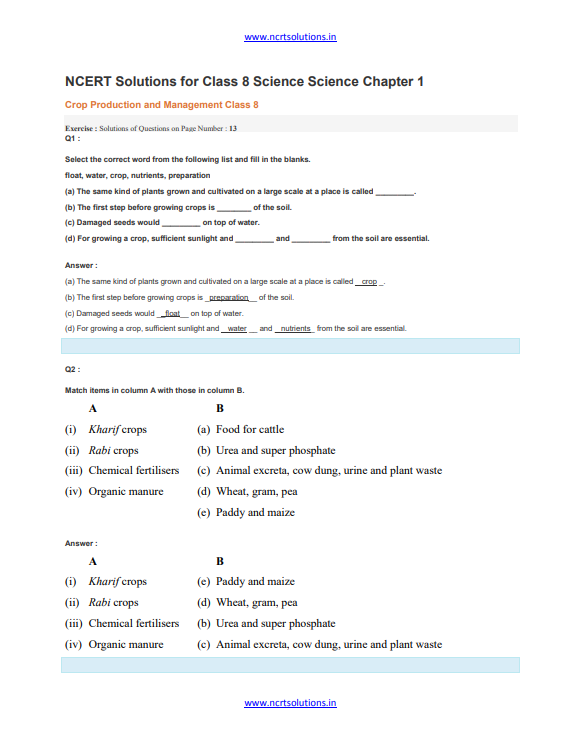 www.ncrtsolutions.in
NCERT Solutions for Class 8 Science Science Chapter 1
Crop Production and Management Class 8
Exercise : Solutions of Questions on Page Number : 13
Q1 :
Select the correct word from the following list and fill in the blanks.
float, water, crop, nutrients, preparation
(a) The same kind of plants grown and cultivated on a large scale at a place is called _________.
(b) The first step before growing crops is ________ of the soil.
(c) Damaged seeds would _________ on top of water.
(d) For growing a crop, sufficient sunlight and _________ and _________ from the soil are essential.
Answer :
(a) The same kind of plants grown and cultivated on a large scale at a place is called __crop _.
(b) The first step before growing crops is _preparation__ of the soil.
(c) Damaged seeds would __float__ on top of water.
(d) For growing a crop, sufficient sunlight and __water __ and __nutrients_ from the soil are essential.
Q2 :
Match items in column A with those in column B.
A B
(i) Kharif crops (a) Food for cattle
(ii) Rabi crops (b) Urea and super phosphate
(iii) Chemical fertilisers (c) Animal excreta, cow dung, urine and plant waste
(iv) Organic manure (d) Wheat, gram, pea
(e) Paddy and maize
Answer :
A B
(i) Kharif crops (e) Paddy and maize
(ii) Rabi crops (d) Wheat, gram, pea
(iii) Chemical fertilisers (b) Urea and super phosphate
(iv) Organic manure (c) Animal excreta, cow dung, urine and plant waste
www.ncrtsolutions.in